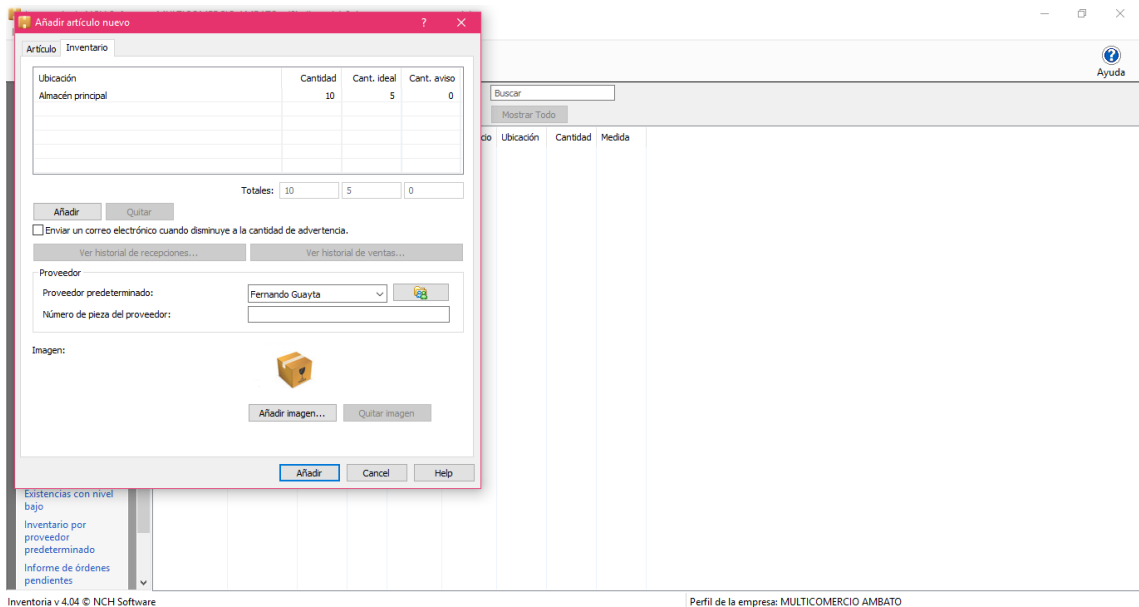 Añadir artículo nuevo
?
Ayuda
Artículo Inventario
Ubicación Cantidad Cant. ideal Cant. aviso
Almacén principal 10 5 0
Totales: 10 5 0
Añadir Quitar
Enviar un correo electrónico cuando disminuye a la cantidad de advertencia.
Ver historial de recepciones... Ver historial de ventas...
Proveedor
Proveedor predeterminado: Fernando Guayta
Número de pieza del proveedor:
Imagen:
Añadir imagen... Quitar imagen
Añadir Cancel Help
Buscar
Mostrar Todo
cio Ubicación Cantidad Medida
Existencias con nivel
bajo
Inventario por
proveedor
predeterminado
Informe de órdenes
pendientes
Inventoria v 4.04 © NCH Software
Perfil de la empresa: MULTICOMERCIO AMBATO